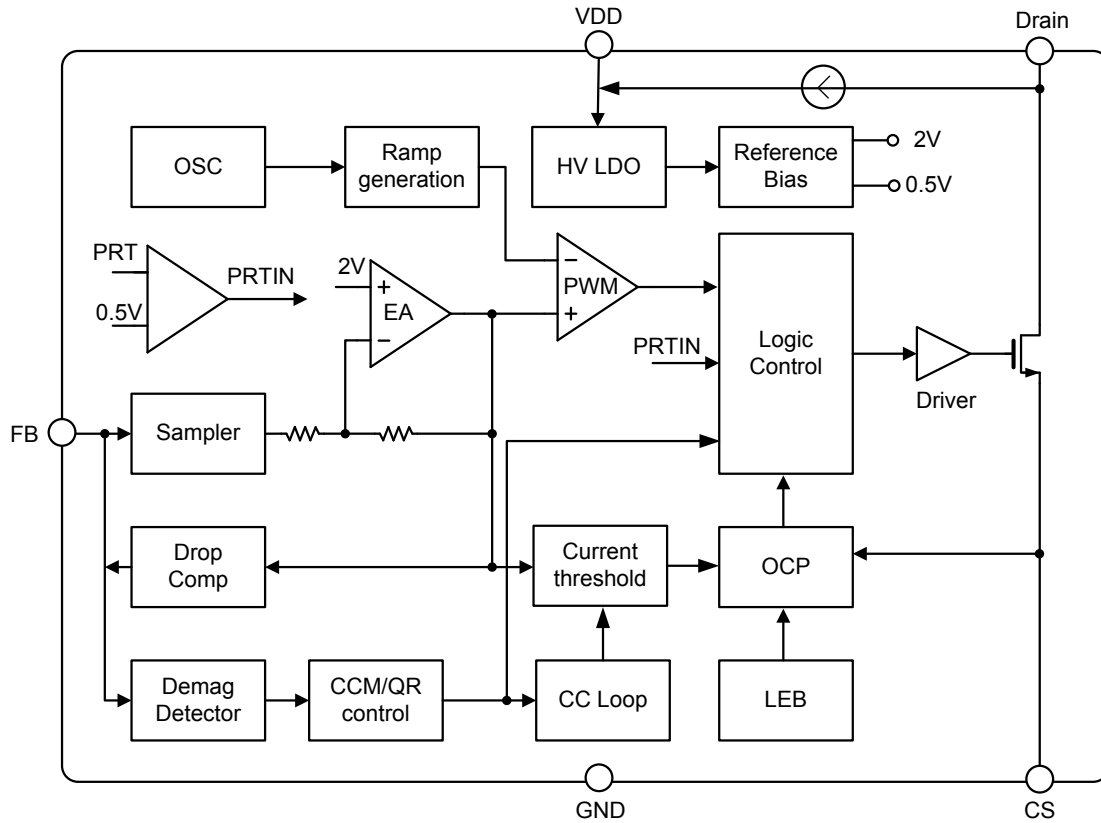 VDD
Drain
OSC
Ramp
generation
HV LDO
Reference
Bias
2V
0.5V
PRT
0.5V
PRTIN
2V
+
EA
−
−
PWM
+
PRTIN
Logic
Control
Driver
FB
Sampler
Drop
Comp
Current
threshold
OCP
Demag
Detector
CCM/QR
control
CC Loop
LEB
GND
CS